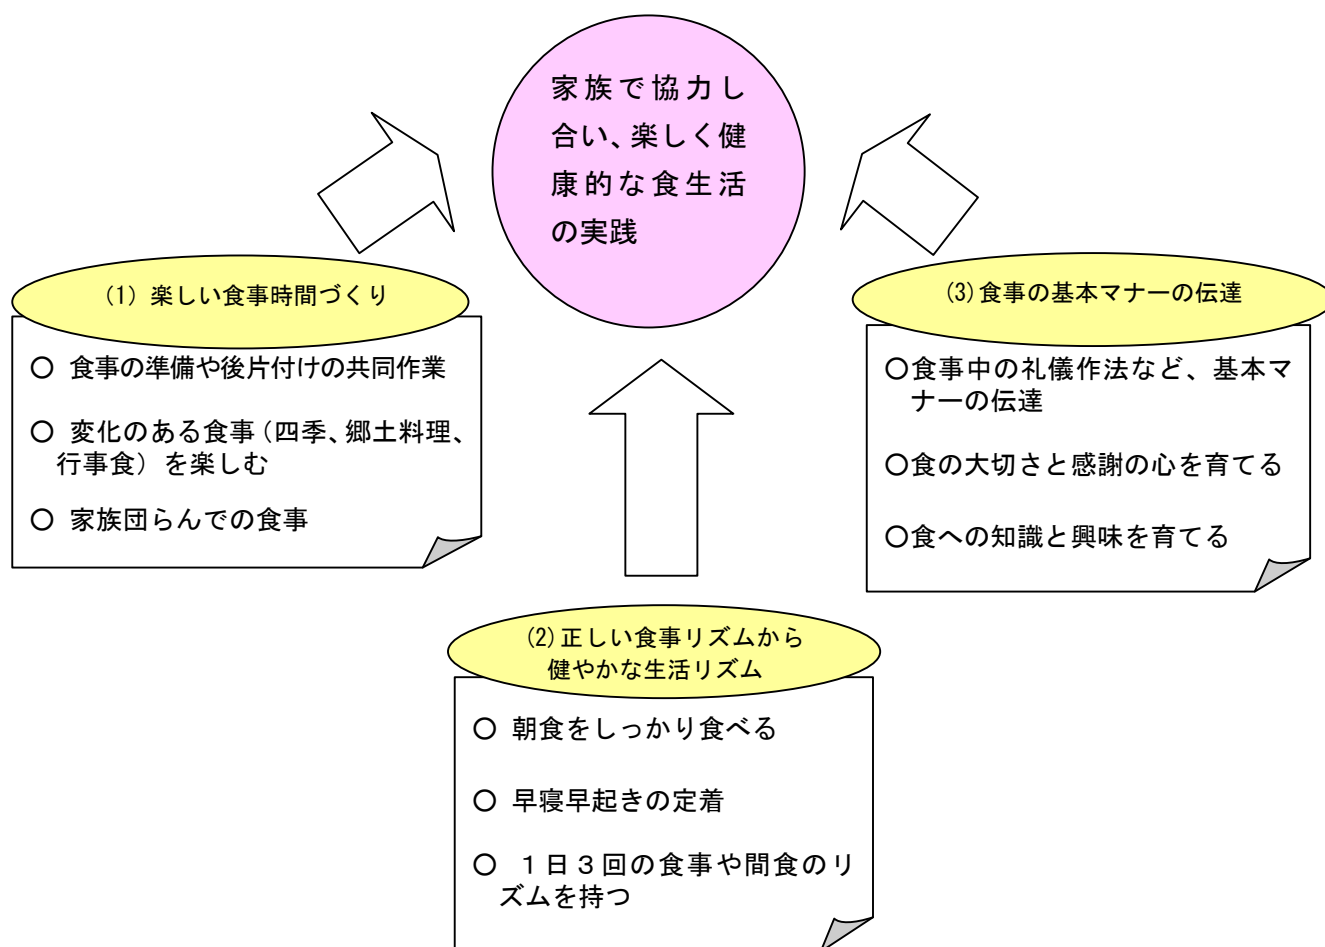 家族で協力し
合い、楽しく健
康的な食生活
の実践
(1) 楽しい食事時間づくり
○ 食事の準備や後片付けの共同作業
○ 変化のある食事(四季、郷土料理、
行事食)を楽しむ
○ 家族団らんでの食事
(2)正しい食事リズムから
健やかな生活リズム
○ 朝食をしっかり食べる
○ 早寝早起きの定着
○ 1日3回の食事や間食のリ
ズムを持つ
(3)食事の基本マナーの伝達
○食事中の礼儀作法など、基本マ
ナーの伝達
○食の大切さと感謝の心を育てる
○食への知識と興味を育てる